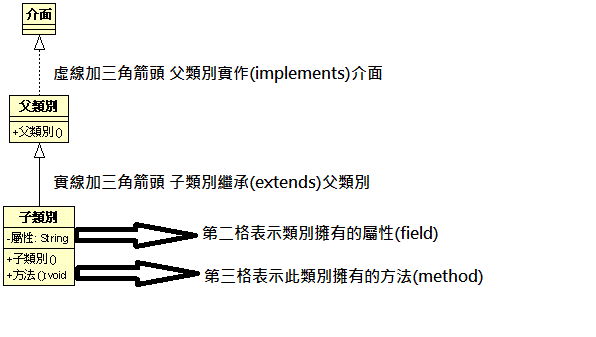 介面
虛線加三角箭頭 父類別實作(implements)介面
父類別
+父類別()
實線加三角箭頭 子類別繼承(extends)父類別
子類別
-屬性: String
第二格表示類別擁有的屬性(field)
+子類別()
+方法():void
第三格表示此類別擁有的方法(method)